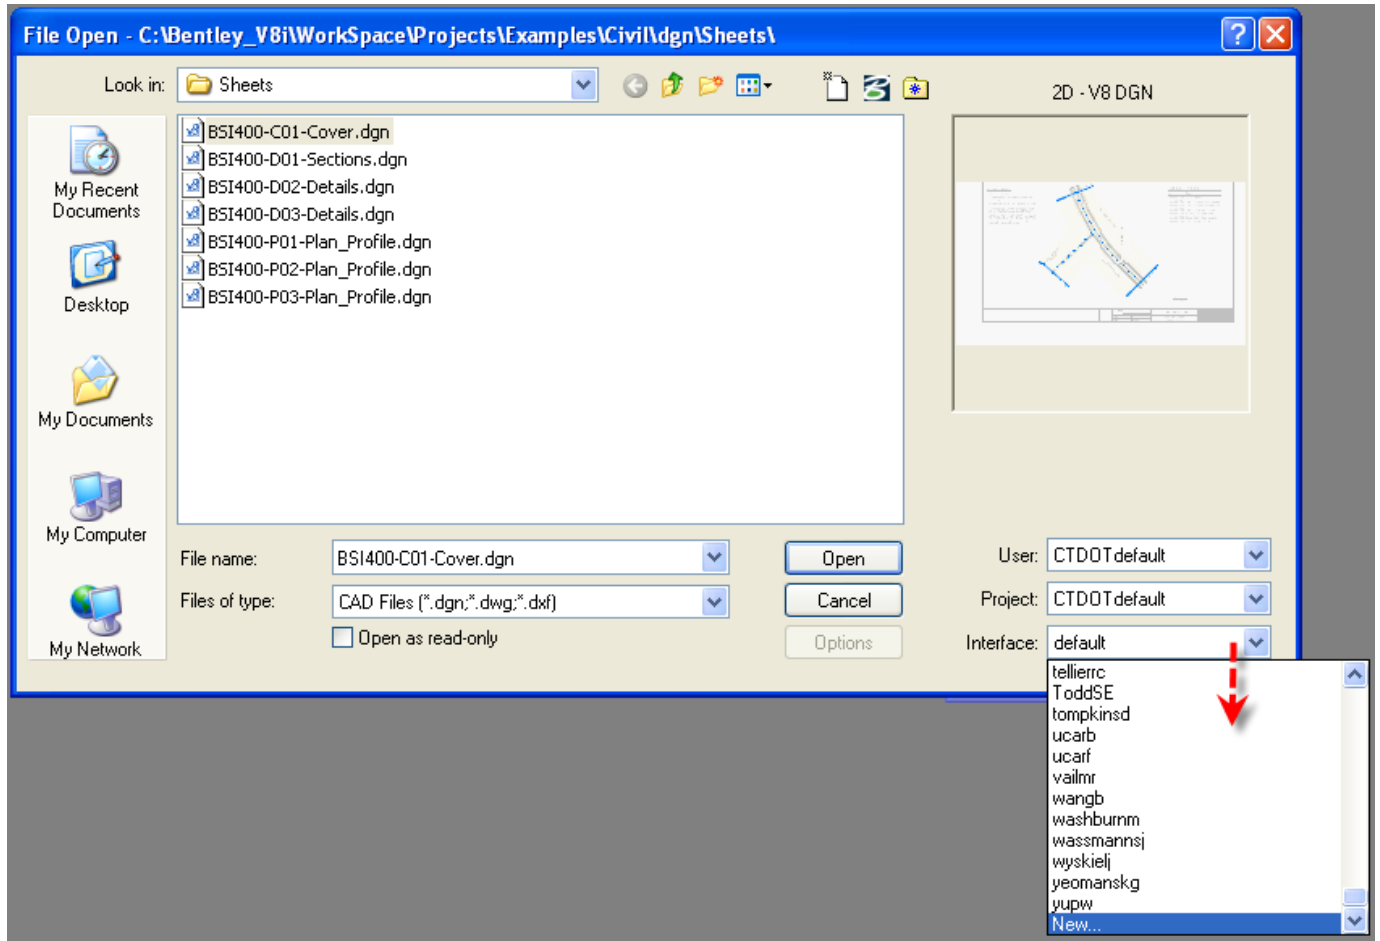 File Open - C:\Bentley_V8i\WorkSpace\Projects\Examples\Civil\dgn\Sheets\
Look in: Sheets
2D - V8 DGN
My Recent
Documents
Desktop
My Documents
My Computer
My Network
BSI400-C01-Cover.dgn
BSI400-D01-Sections.dgn
BSI400-D02-Details.dgn
BSI400-D03-Details.dgn
BSI400-P01-Plan_Profile.dgn
BSI400-P02-Plan_Profile.dgn
BSI400-P03-Plan_Profile.dgn
File name: BSI400-C01-Cover.dgn
Files of type: CAD Files (*.dgn;*.dwg;*.dxf)
Open as read-only
Open
Cancel
Options
User: CTDOTdefault
Project: CTDOTdefault
Interface: default
tellierrc
ToddSE
tompkinsd
ucarb
ucarf
vailmr
wangb
washburnm
wassmannsj
wyskielj
yeomanskg
yupw
New...